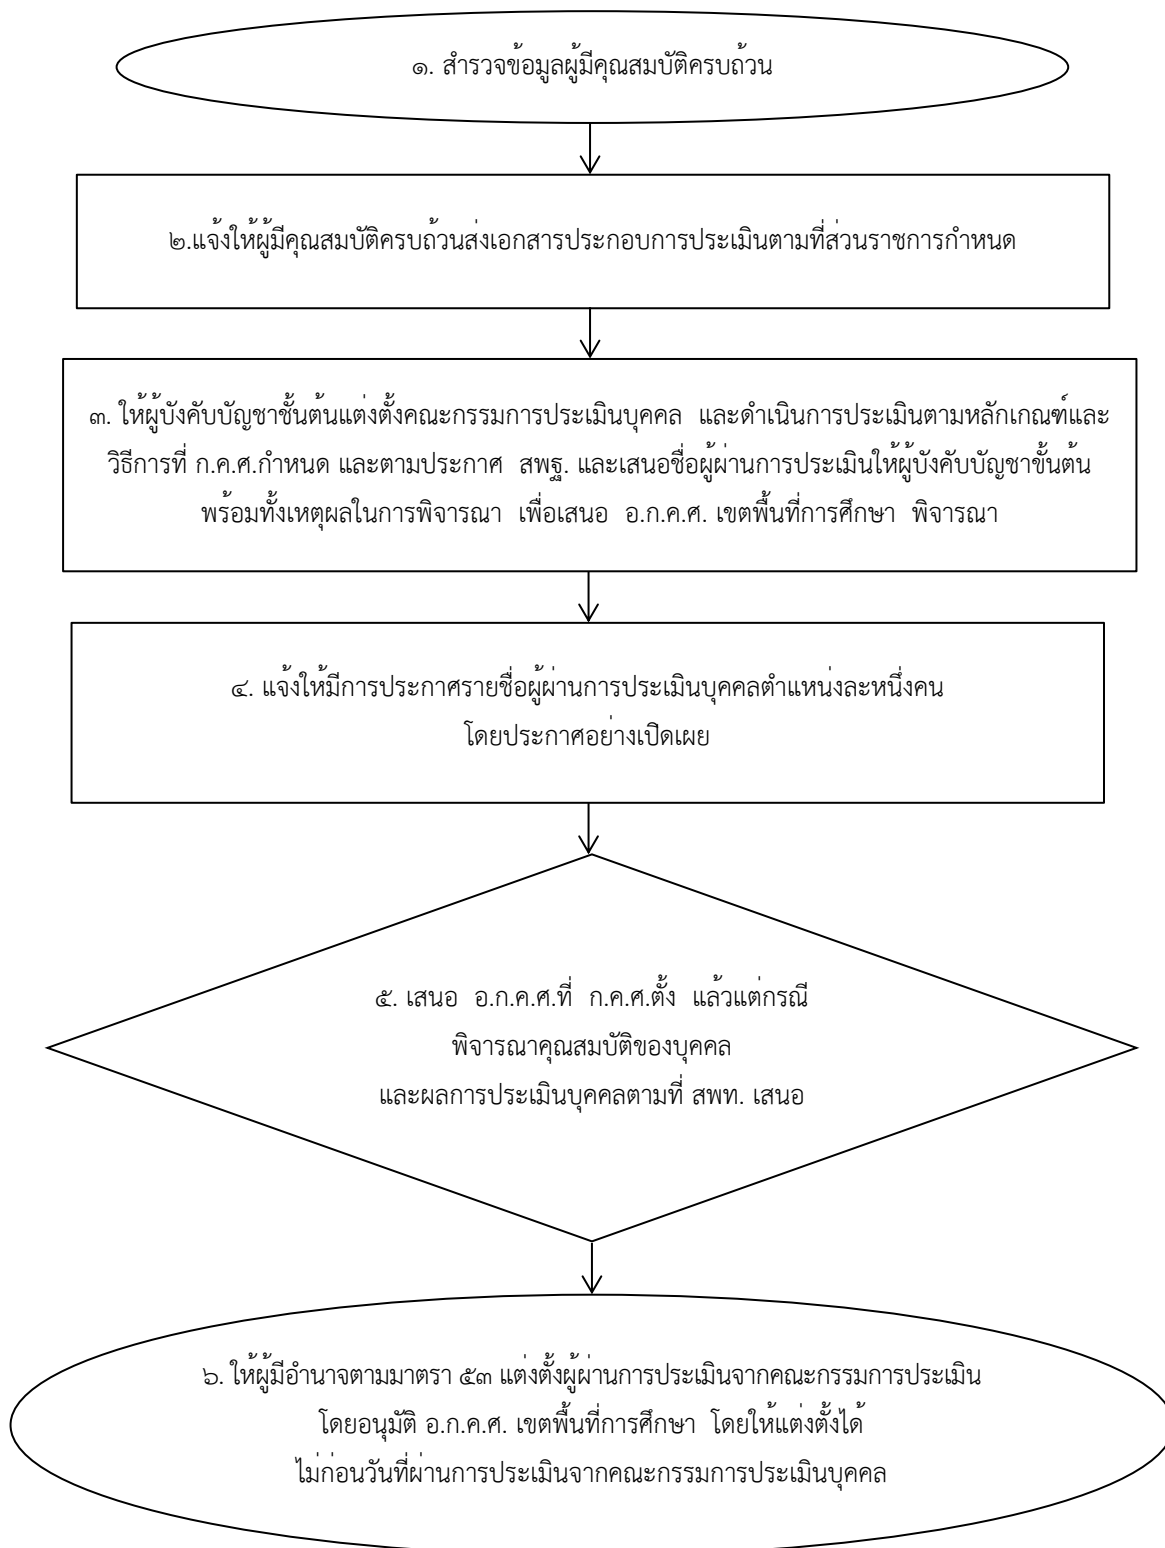 ๑. สำรวจข้อมูลผู้มีคุณสมบัติครบถ้วน
๒.แจ้งให้ผู้มีคุณสมบัติครบถ้วนส่งเอกสารประกอบการประเมินตามที่ส่วนราชการกำหนด
๓. ให้ผู้บังคับบัญชาชั้นต้นแต่งตั้งคณะกรรมการประเมินบุคคล และดำเนินการประเมินตามหลักเกณฑ์และ
วิธีการที่ ก.ค.ศ.กำหนด และตามประกาศ สพฐ. และเสนอชื่อผู้ผ่านการประเมินให้ผู้บังคับบัญชาขั้นต้น
พร้อมทั้งเหตุผลในการพิจารณา เพื่อเสนอ อ.ก.ค.ศ. เขตพื้นที่การศึกษา พิจารณา
๔. แจ้งให้มีการประกาศรายชื่อผู้ผ่านการประเมินบุคคลตำแหน่งละหนึ่งคน
โดยประกาศอย่างเปิดเผย
๕. เสนอ อ.ก.ค.ศ.ที่ ก.ค.ศ.ตั้ง แล้วแต่กรณี
พิจารณาคุณสมบัติของบุคคล
และผลการประเมินบุคคลตามที่ สพท. เสนอ
๖. ให้ผู้มีอำนาจตามมาตรา ๕๓ แต่งตั้งผู้ผ่านการประเมินจากคณะกรรมการประเมิน
โดยอนุมัติ อ.ก.ค.ศ. เขตพื้นที่การศึกษา โดยให้แต่งตั้งได้
ไม่ก่อนวันที่ผ่านการประเมินจากคณะกรรมการประเมินบุคคล